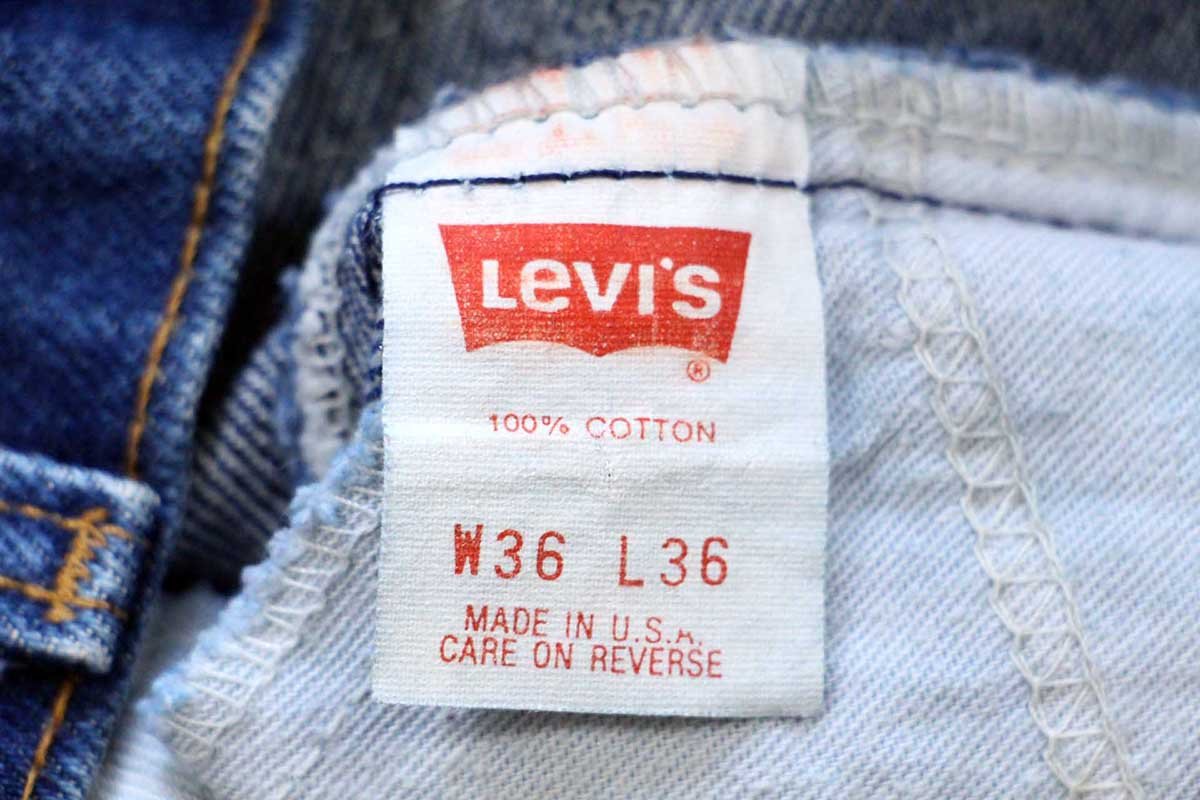 Levi's
®
100% COTTON
W36 L36
MADE IN U.S.A.
CARE ON REVERSE